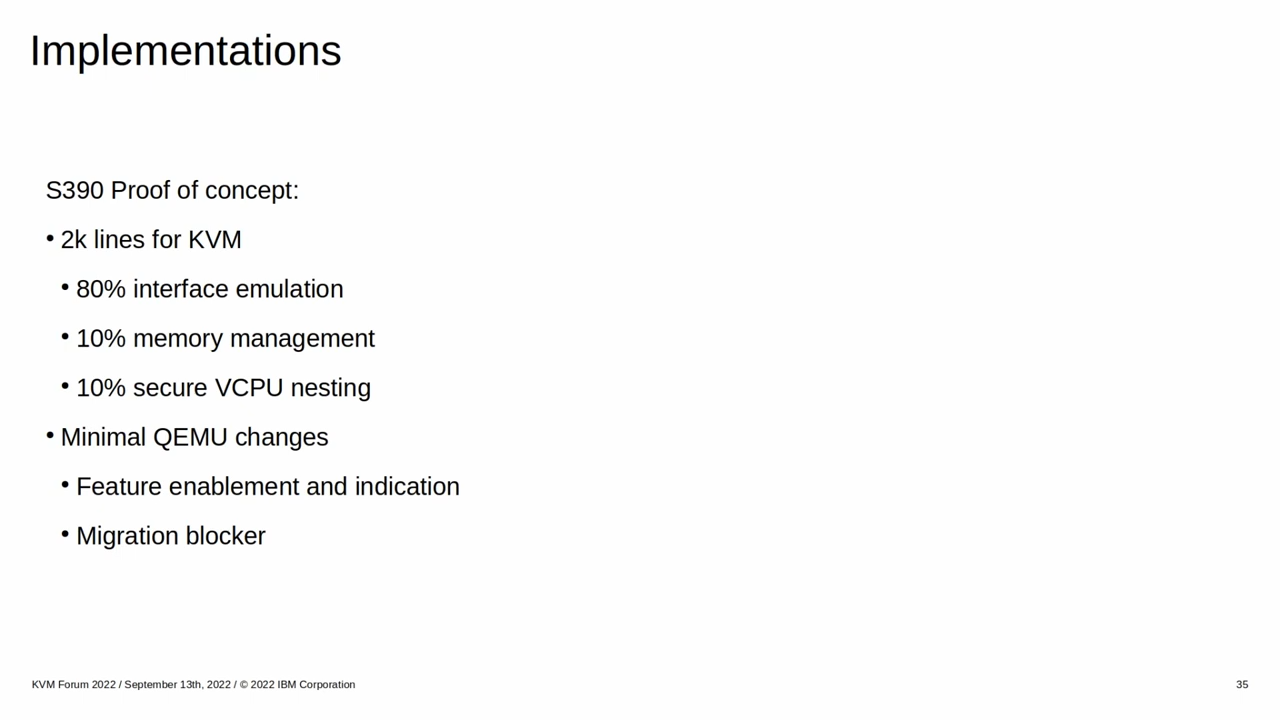 Implementations
S390 Proof of concept:
• 2k lines for KVM
• 80% interface emulation
• 10% memory management
• 10% secure VCPU nesting
• Minimal QEMU changes
• Feature enablement and indication
• Migration blocker
KVM Forum 2022 / September 13th, 2022 / © 2022 IBM Corporation
35